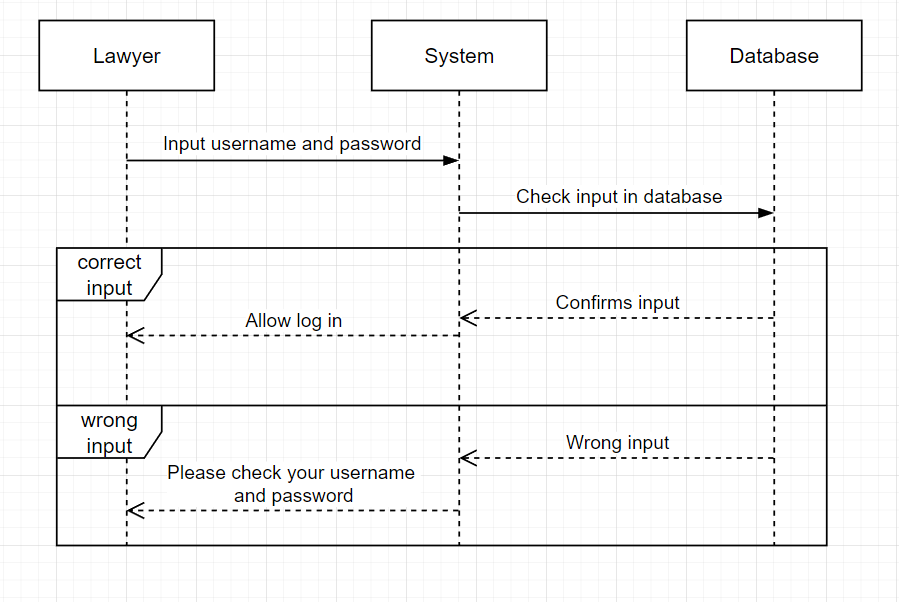 Lawyer
System
Database
Input username and password
Check input in database
correct
input
Confirms input
Allow log in
wrong
input
Wrong input
Please check your username
and password